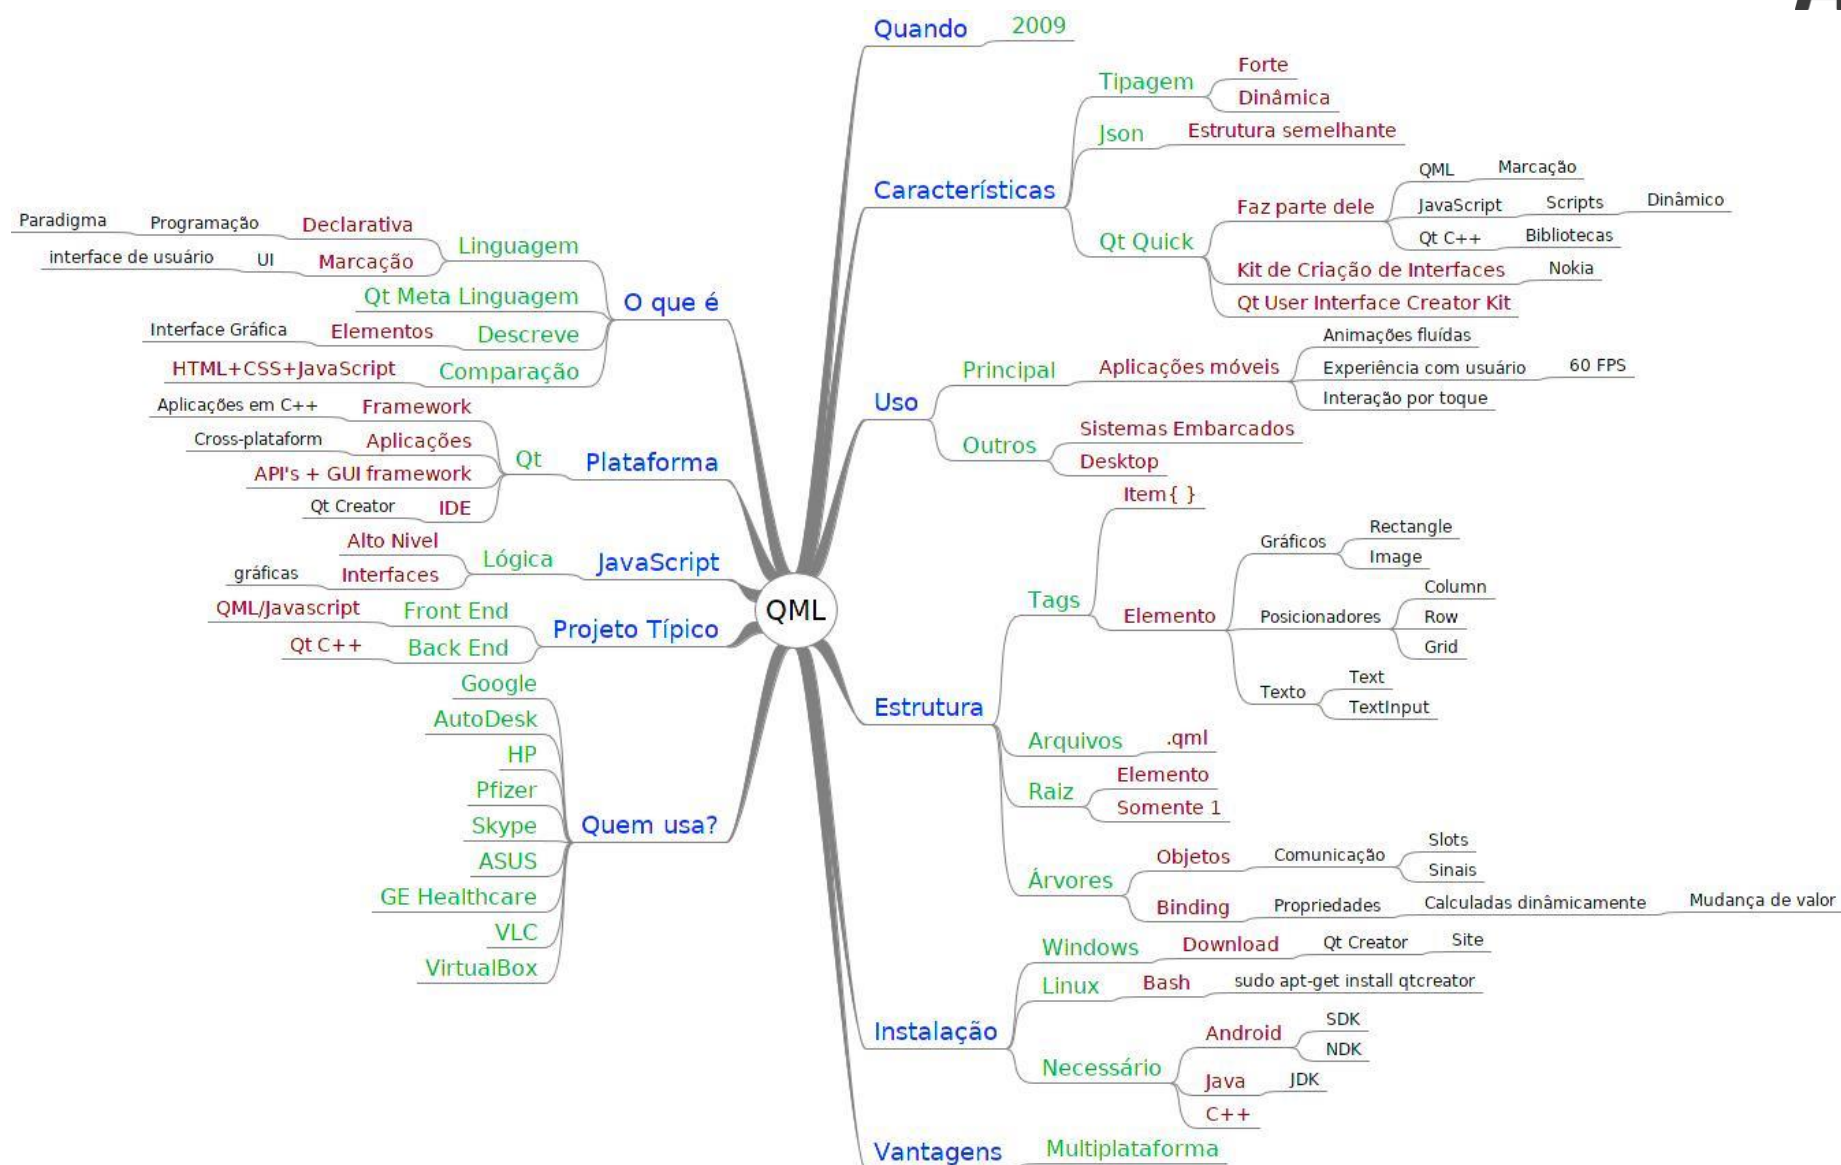 QML
Quando
2009
Características
Tipagem
Forte
Dinâmica
Json
Estrutura semelhante
Qt Quick
Faz parte dele
QML
Marcação
JavaScript
Scripts
Dinâmico
Qt C++
Bibliotecas
Kit de Criação de Interfaces
Nokia
Qt User Interface Creator Kit
Uso
Principal
Aplicações móveis
Animações fluídas
Experiência com usuário
60 FPS
Interação por toque
Outros
Sistemas Embarcados
Desktop
Estrutura
Tags
Item{ }
Elemento
Gráficos
Rectangle
Image
Posicionadores
Column
Row
Grid
Texto
Text
TextInput
Arquivos
.qml
Raiz
Elemento
Somente 1
Árvores
Objetos
Comunicação
Slots
Sinais
Binding
Propriedades
Calculadas dinâmicamente
Mudança de valor
Instalação
Windows
Download
Qt Creator
Site
Linux
Bash
sudo apt-get install qtcreator
Necessário
Android
SDK
NDK
Java
JDK
C++
Vantagens
Multiplataforma
O que é
Linguagem
Declarativa
Programação
Paradigma
Marcação
UI
interface de usuário
Qt Meta Linguagem
Descreve
Elementos
Interface Gráfica
Comparação
HTML+CSS+JavaScript
Plataforma
Qt
Framework
Aplicações em C++
Aplicações
Cross-plataform
API's + GUI framework
IDE
Qt Creator
JavaScript
Lógica
Alto Nivel
Interfaces
gráficas
Projeto Típico
Front End
QML/Javascript
Back End
Qt C++
Quem usa?
Google
AutoDesk
HP
Pfizer
Skype
ASUS
GE Healthcare
VLC
VirtualBox